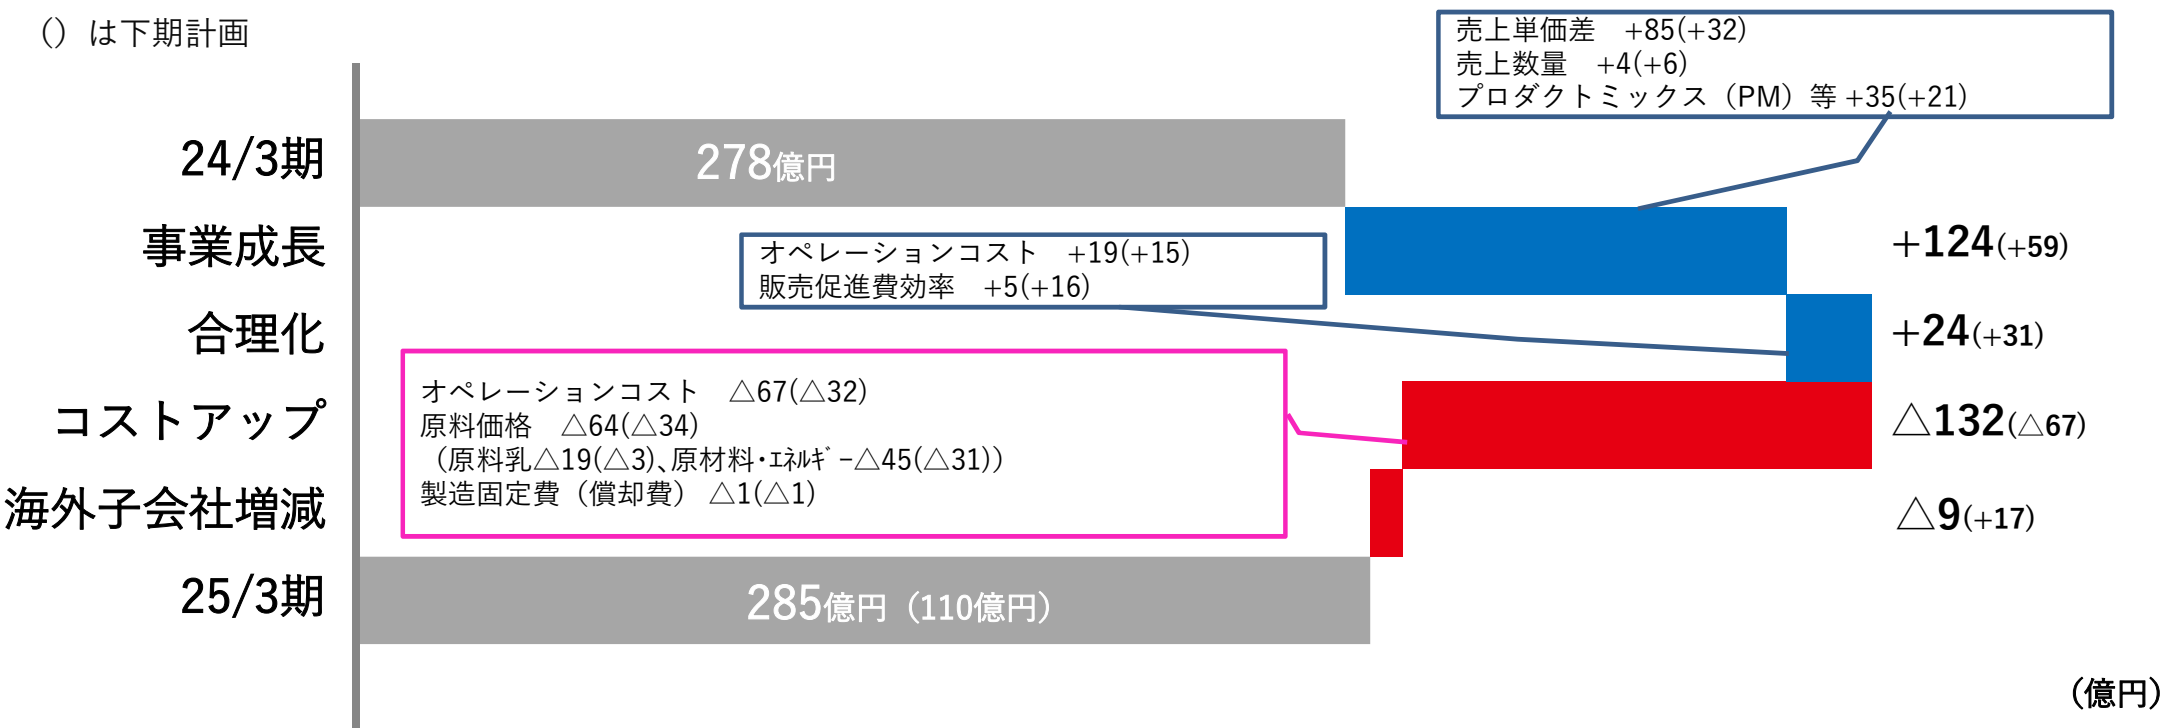 () は下期計画
売上単価差 +85(+32)
売上数量 +4(+6)
プロダクトミックス（PM）等 +35(+21)
24/3期
278億円
事業成長
+124(+59)
オペレーションコスト +19(+15)
販売促進費効率 +5(+16)
合理化
+24(+31)
オペレーションコスト △67(△32)
原料価格 △64(△34)
（原料乳△19(△3)、原材料・ｴﾈﾙｷﾞｰ△45(△31)）
製造固定費（償却費） △1(△1)
コストアップ
△132(△67)
海外子会社増減
△9(+17)
25/3期
285億円（110億円）
(億円)